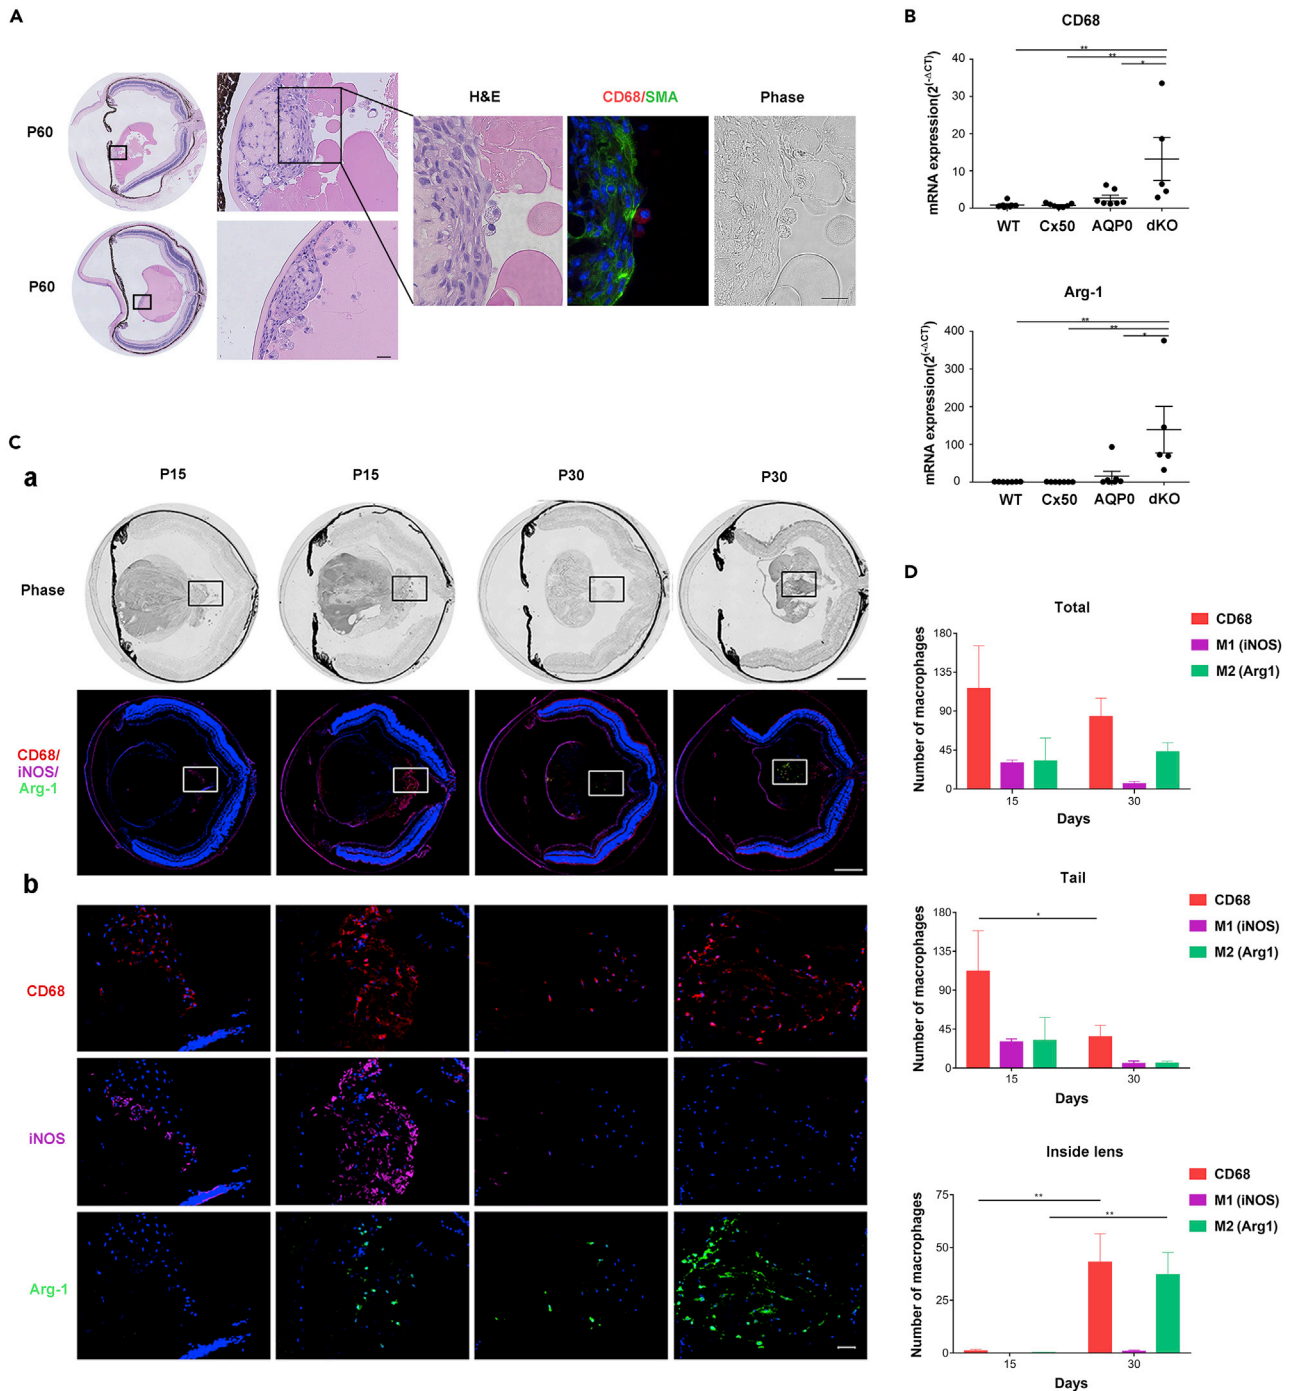 A
P60
P60
H&E
CD68/SMA
Phase
B
CD68
mRNA expression(2(-ΔCT))
40
30
20
10
0
**
**
*
WT
Cx50
AQP0
dKO
Arg-1
mRNA expression(2(-ΔCT))
400
300
200
100
0
**
**
*
WT
Cx50
AQP0
dKO
C
a
P15
P15
P30
P30
Phase
CD68/
iNOS/
Arg-1
b
CD68
iNOS
Arg-1
D
Total
Number of macrophages
180
135
90
45
0
15
30
Days
CD68
M1 (iNOS)
M2 (Arg1)
Tail
Number of macrophages
180
135
90
45
0
*
15
30
Days
CD68
M1 (iNOS)
M2 (Arg1)
Inside lens
Number of macrophages
75
50
25
0
**
**
15
30
Days
CD68
M1 (iNOS)
M2 (Arg1)